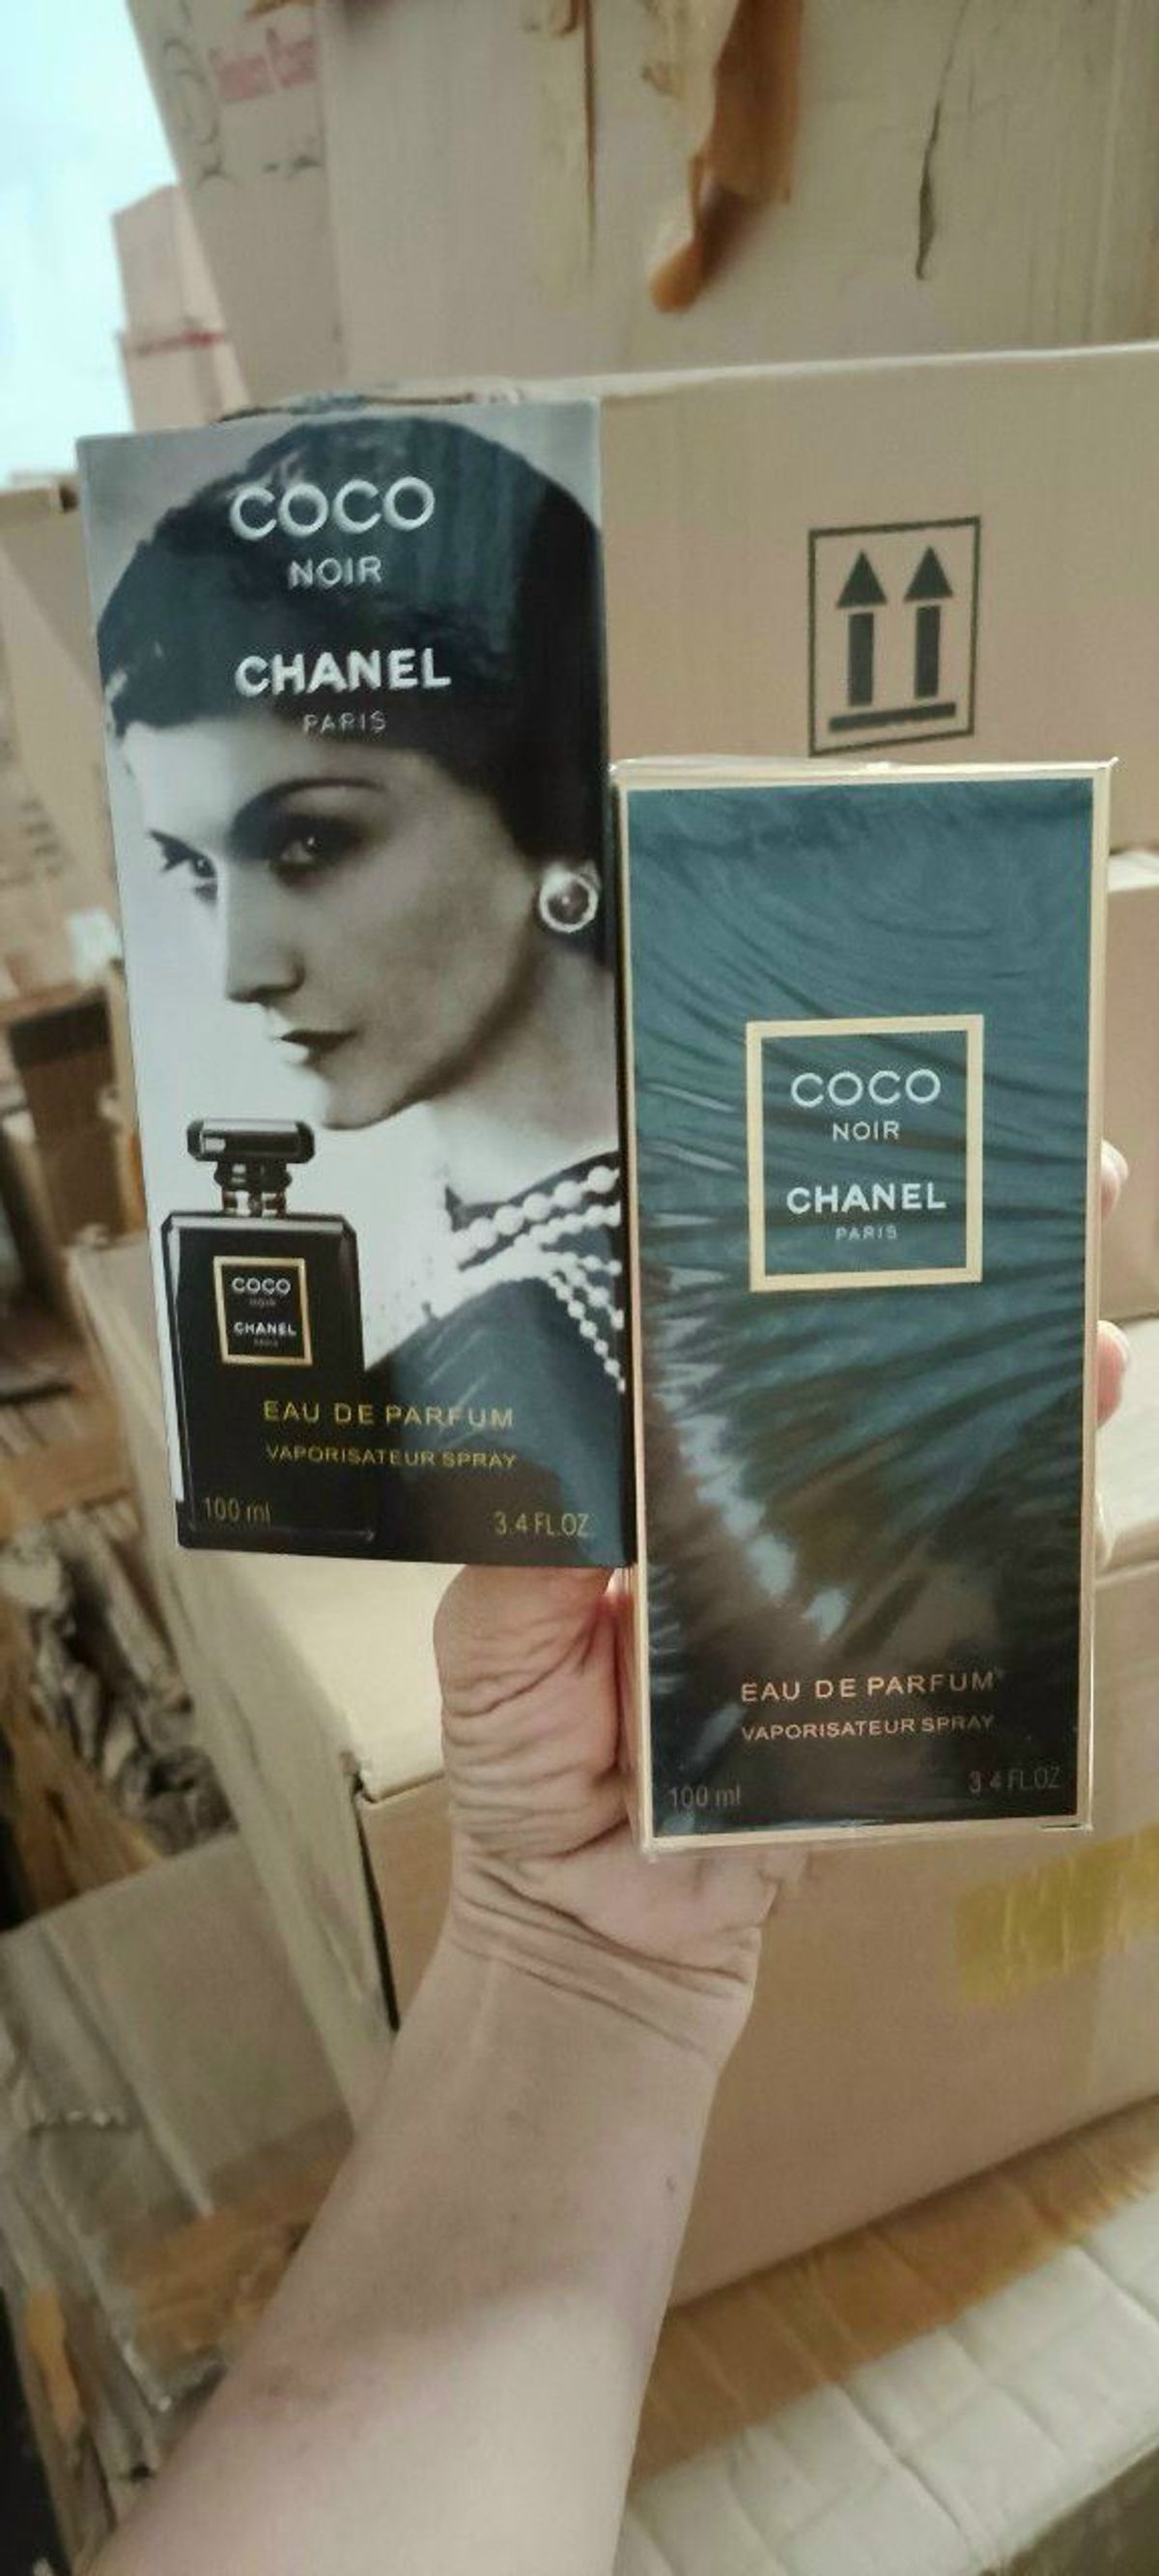 COCO
NOIR
CHANEL
PARIS
COCO
NOIR
CHANEL
PARIS
EAU DE PARFUM
VAPORISATEUR SPRAY
100 ml
3.4 FL.OZ.
COCO
NOIR
CHANEL
PARIS
EAU DE PARFUM
VAPORISATEUR SPRAY
100 ml
3.4 FL.OZ